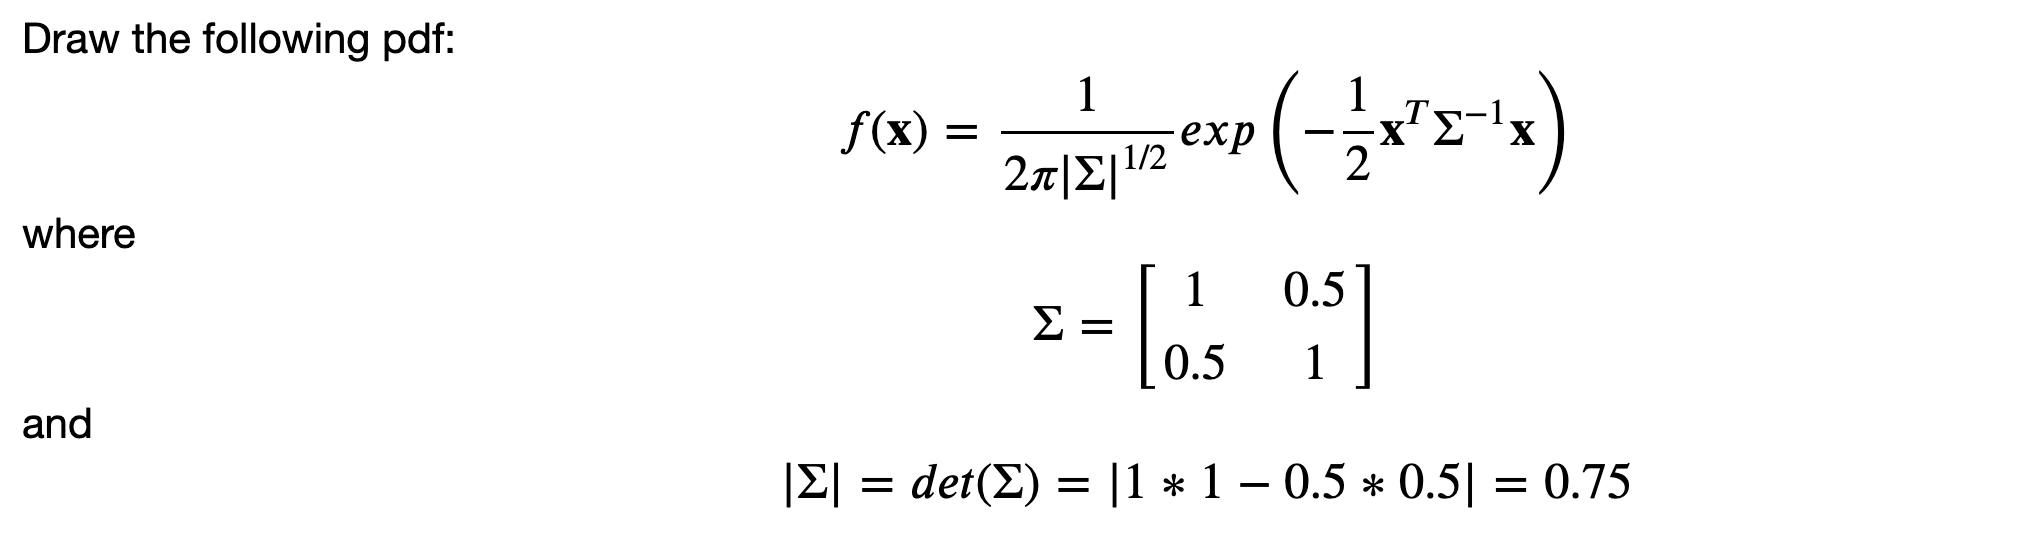 Draw the following pdf:
f(𝐱) = 1/(2π|Σ|^{1/2}) exp(−1/2 𝐱^T Σ^{−1} 𝐱)
where
Σ = [1 0.5
0.5 1]
and
|Σ| = det(Σ) = |1 * 1 − 0.5 * 0.5| = 0.75